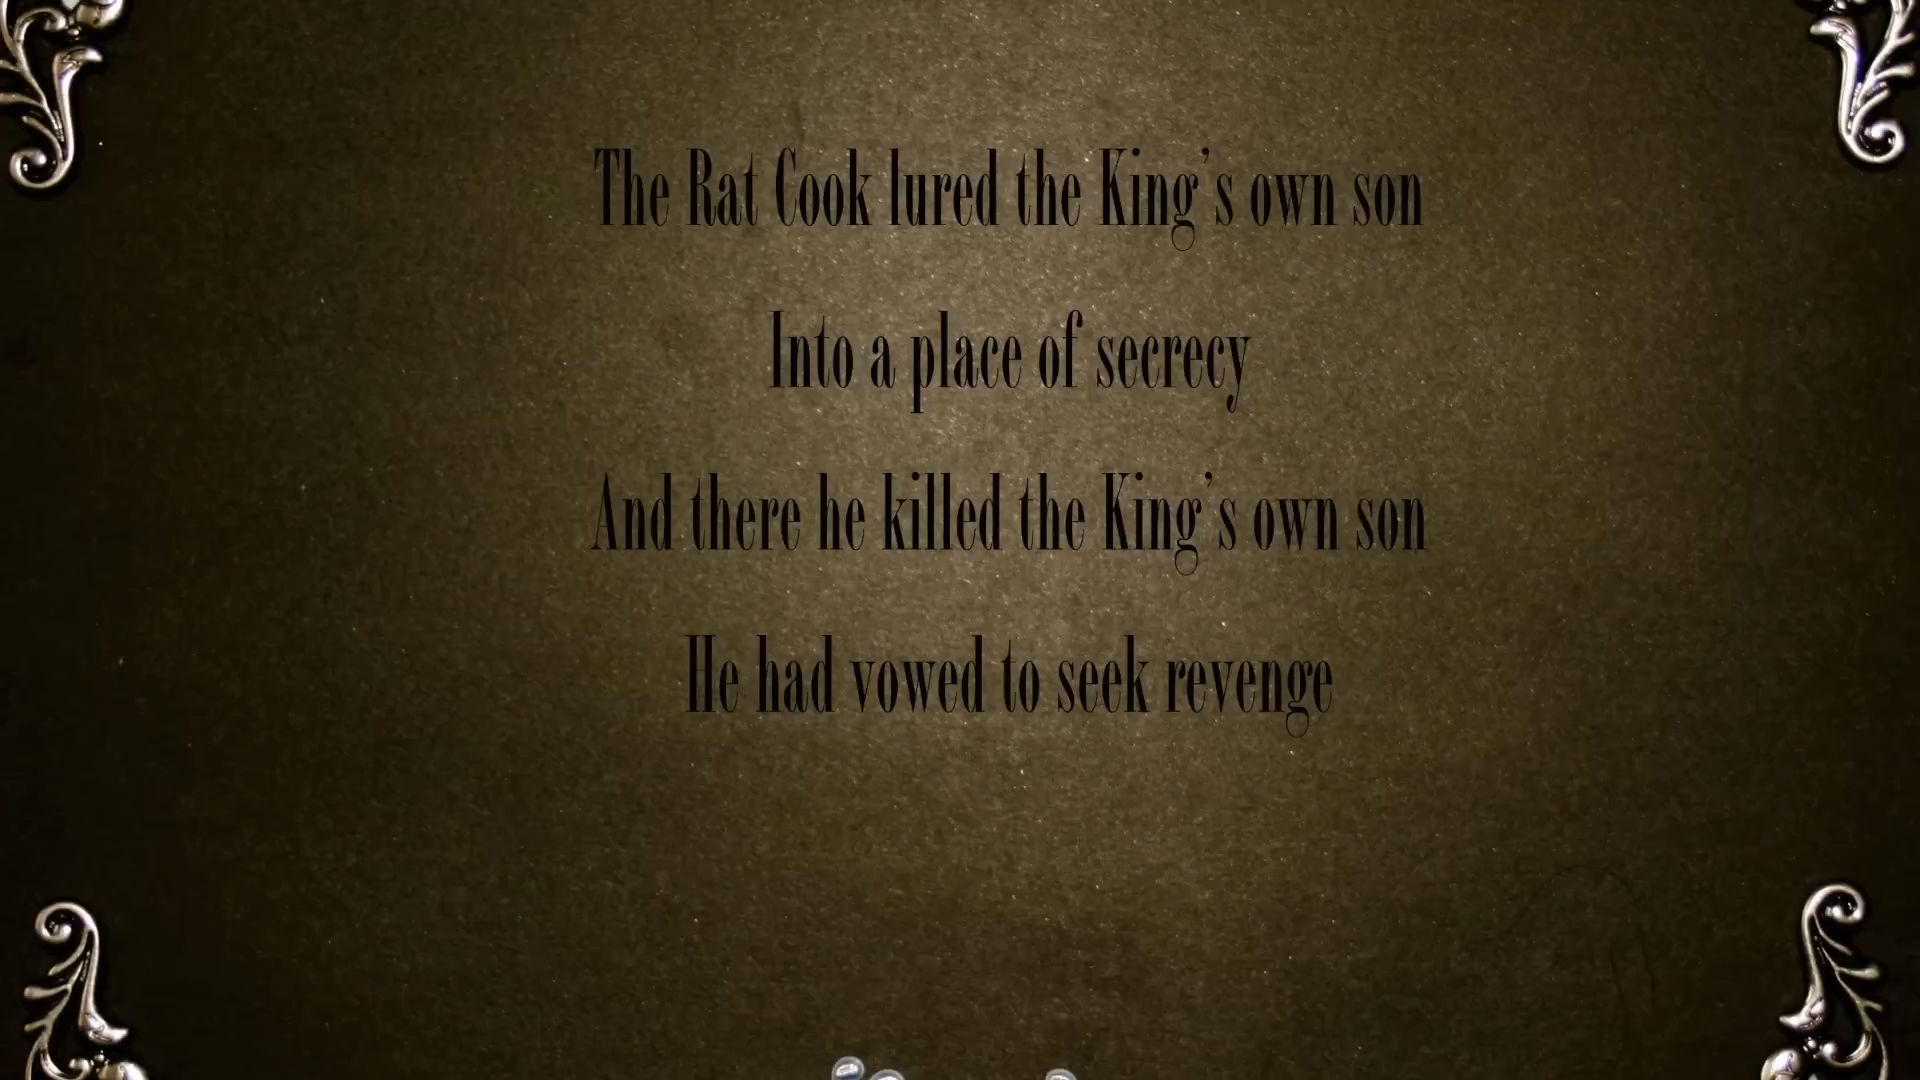 The Rat Cook lured the King's own son
Into a place of secrecy
And there he killed the King's own son
He had vowed to seek revenge